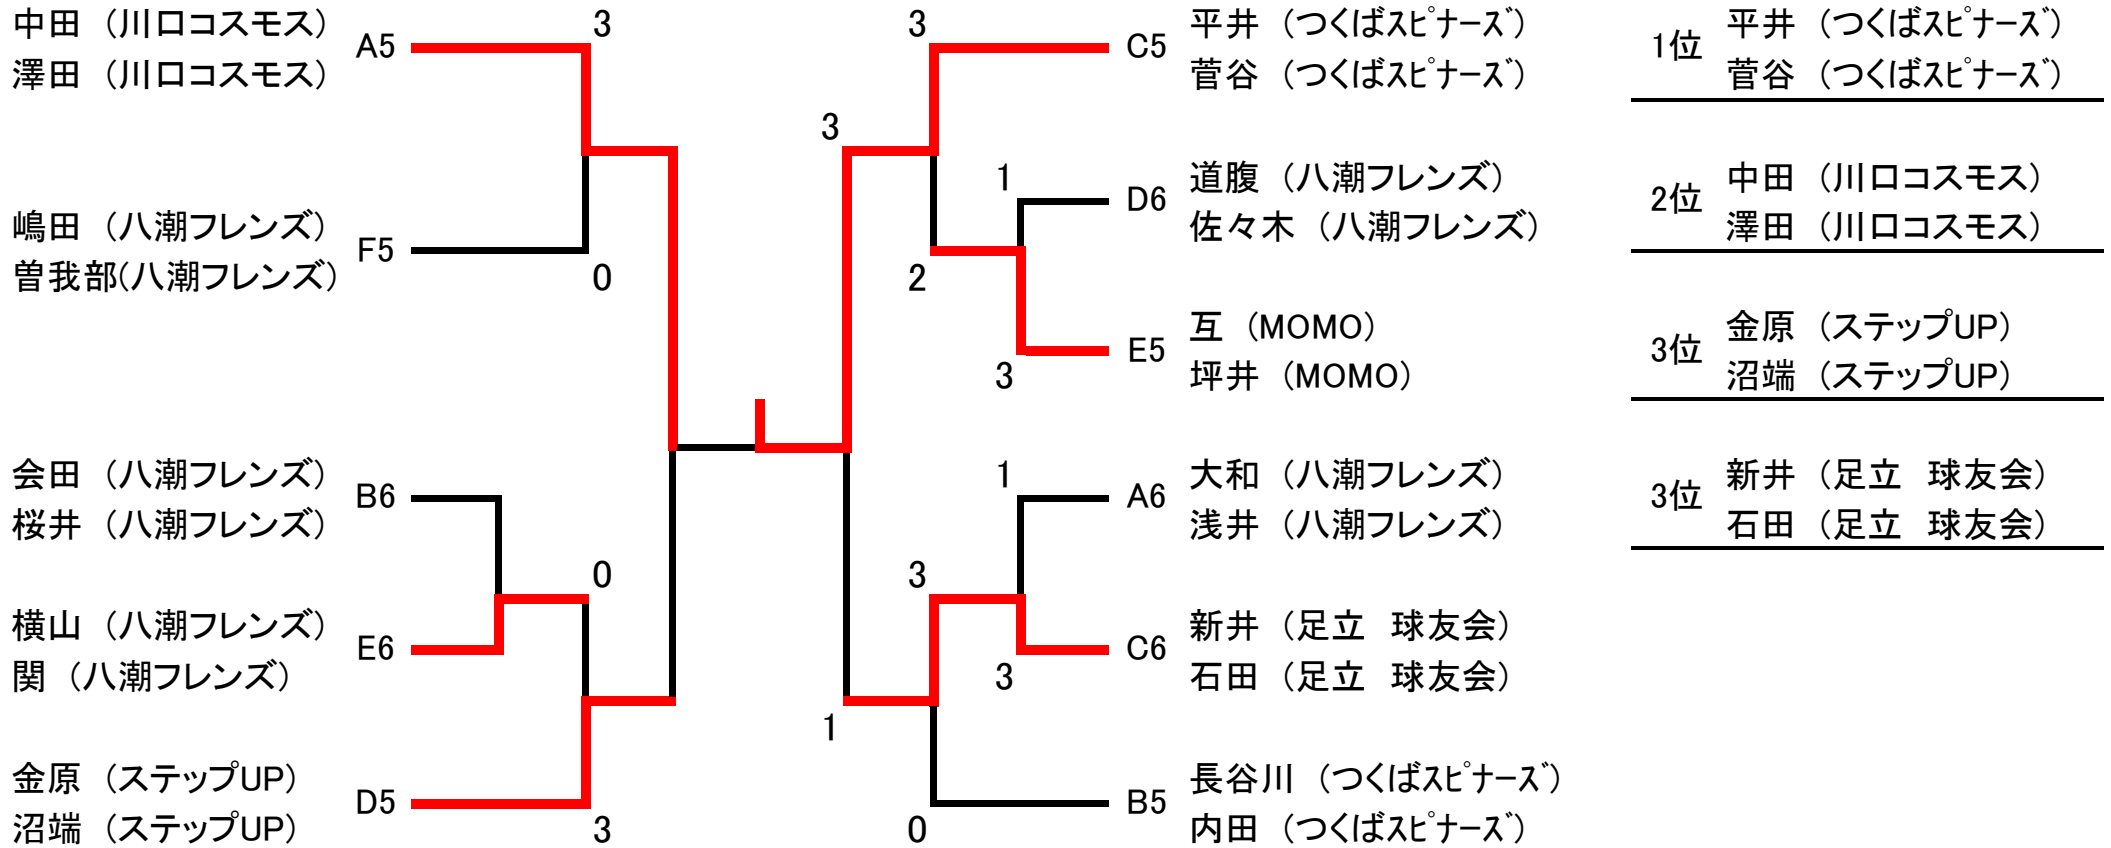 中田 (川口コスモス)
澤田 (川口コスモス)
A5
3
嶋田 (八潮フレンズ)
曽我部(八潮フレンズ)
F5
0
会田 (八潮フレンズ)
桜井 (八潮フレンズ)
B6
0
横山 (八潮フレンズ)
関 (八潮フレンズ)
E6
金原 (ステップUP)
沼端 (ステップUP)
D5
3
3
平井 (つくばｽﾋﾟﾅｰｽﾞ)
菅谷 (つくばｽﾋﾟﾅｰｽﾞ)
C5
3
1
道腹 (八潮フレンズ)
佐々木 (八潮フレンズ)
D6
2
互 (MOMO)
坪井 (MOMO)
E5
3
1
大和 (八潮フレンズ)
浅井 (八潮フレンズ)
A6
3
新井 (足立　球友会)
石田 (足立　球友会)
C6
3
1
長谷川 (つくばｽﾋﾟﾅｰｽﾞ)
内田 (つくばｽﾋﾟﾅｰｽﾞ)
B5
0
1位
平井 (つくばｽﾋﾟﾅｰｽﾞ)
菅谷 (つくばｽﾋﾟﾅｰｽﾞ)
2位
中田 (川口コスモス)
澤田 (川口コスモス)
3位
金原 (ステップUP)
沼端 (ステップUP)
3位
新井 (足立　球友会)
石田 (足立　球友会)